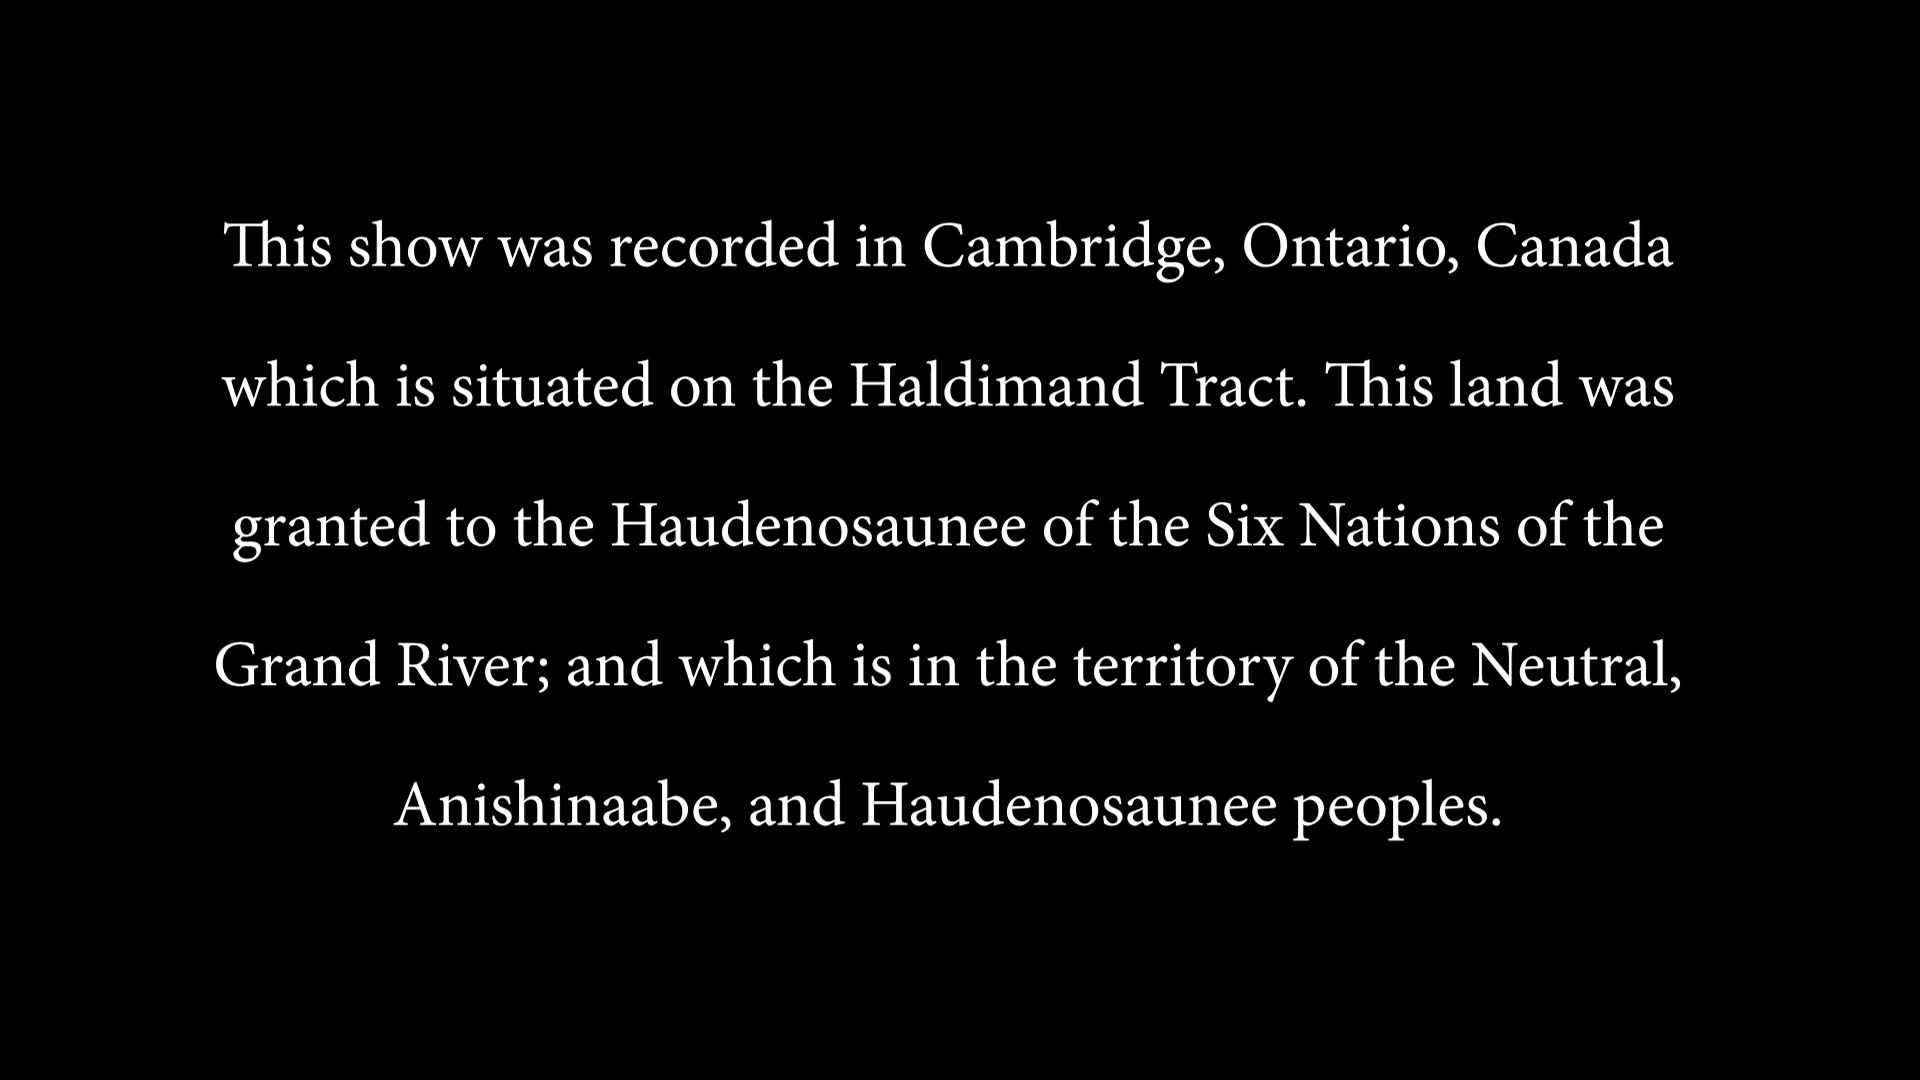 This show was recorded in Cambridge, Ontario, Canada
which is situated on the Haldimand Tract. This land was
granted to the Haudenosaunee of the Six Nations of the
Grand River; and which is in the territory of the Neutral,
Anishinaabe, and Haudenosaunee peoples.